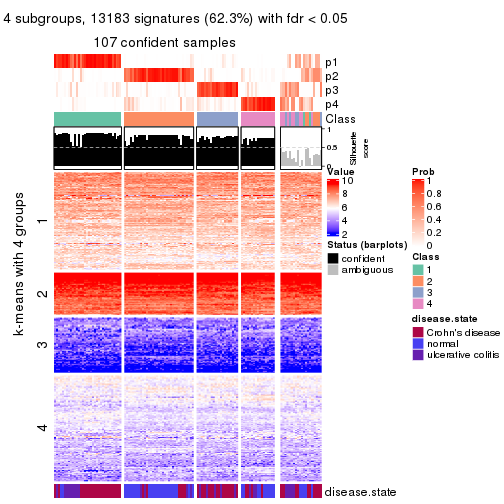 4 subgroups, 13183 signatures (62.3%) with fdr < 0.05
107 confident samples
p1
p2
p3
p4
Class
1
0.5
0
Silhouette
score
k-means with 4 groups
1
2
3
4
disease.state
Value
10
8
6
4
2
Status (barplots)
confident
ambiguous
Prob
1
0.8
0.6
0.4
0.2
0
Class
1
2
3
4
disease.state
Crohn's disease
normal
ulcerative colitis